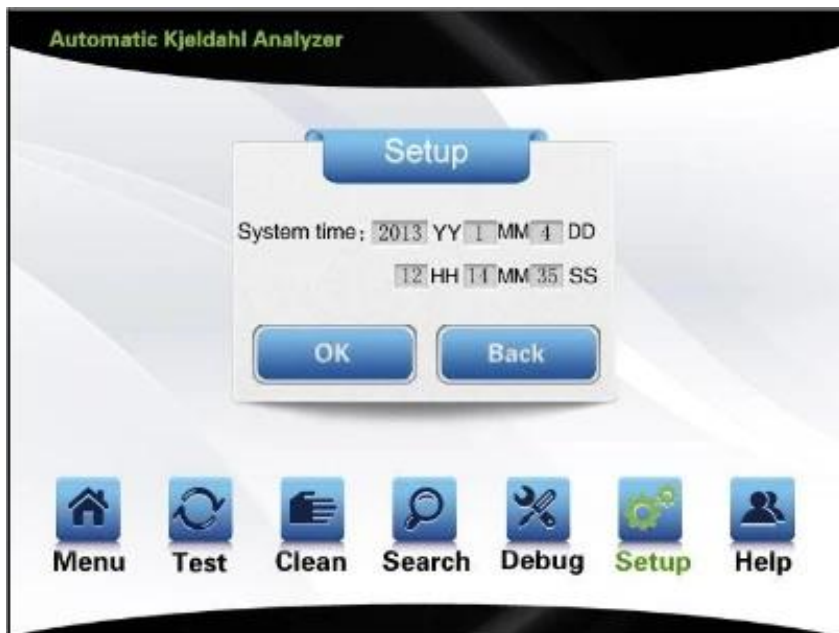 Automatic Kjeldahl Analyzer
Setup
System time: 2013 YY 1 MM 4 DD
12 HH 14 MM 35 SS
OK Back
Menu Test Clean Search Debug Setup Help